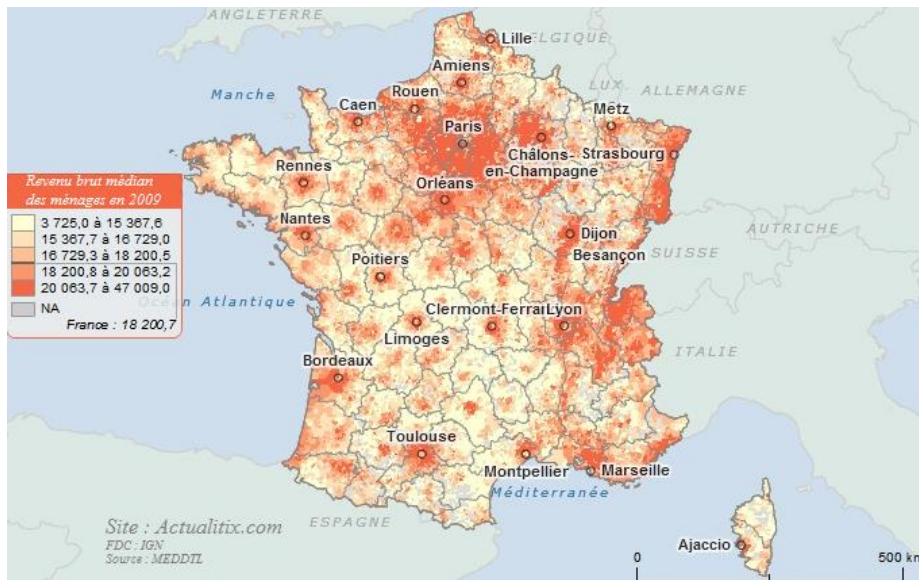 ANGLETERRE
Lille
BELGIQUE
Amiens
LUX
ALLEMAGNE
Manche
Rouen
Caen
Metz
Paris
Châlons-
en-Champagne
Strasbourg
Rennes
Orléans
Revenu brut médian
des ménages en 2009
3 725,0 à 15 367,6
15 367,7 à 16 729,0
16 729,3 à 18 200,5
18 200,8 à 20 063,2
20 063,7 à 47 009,0
NA
France : 18 200,7
Nantes
Dijon
AUTRICHE
Besançon
SUISSE
Poitiers
Océan Atlantique
Clermont-Ferran
Lyon
Limoges
ITALIE
Bordeaux
Toulouse
Montpellier
Marseille
Méditerranée
ESPAGNE
Site : Actualitix.com
FDC : IGN
Source : MEDDTL
Ajaccio
0
500 km